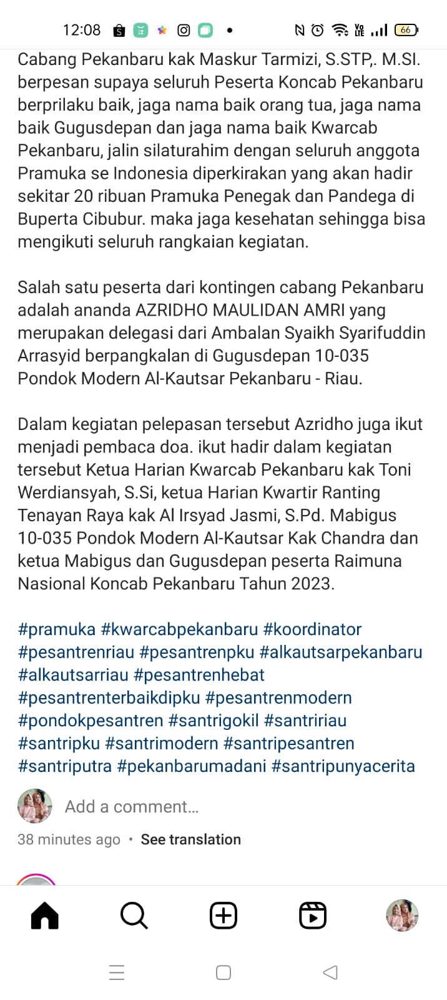 12:08
66
Cabang Pekanbaru kak Maskur Tarmizi, S.STP,. M.SI.
berpesan supaya seluruh Peserta Koncab Pekanbaru
berprilaku baik, jaga nama baik orang tua, jaga nama
baik Gugusdepan dan jaga nama baik Kwarcab
Pekanbaru, jalin silaturahim dengan seluruh anggota
Pramuka se Indonesia diperkirakan yang akan hadir
sekitar 20 ribuan Pramuka Penegak dan Pandega di
Buperta Cibubur. maka jaga kesehatan sehingga bisa
mengikuti seluruh rangkaian kegiatan.
Salah satu peserta dari kontingen cabang Pekanbaru
adalah ananda AZRIDHO MAULIDAN AMRI yang
merupakan delegasi dari Ambalan Syaikh Syarifuddin
Arrasyid berpangkalan di Gugusdepan 10-035
Pondok Modern Al-Kautsar Pekanbaru - Riau.
Dalam kegiatan pelepasan tersebut Azridho juga ikut
menjadi pembaca doa. ikut hadir dalam kegiatan
tersebut Ketua Harian Kwarcab Pekanbaru kak Toni
Werdiansyah, S.Si, ketua Harian Kwartir Ranting
Tenayan Raya kak Al Irsyad Jasmi, S.Pd. Mabigus
10-035 Pondok Modern Al-Kautsar Kak Chandra dan
ketua Mabigus dan Gugusdepan peserta Raimuna
Nasional Koncab Pekanbaru Tahun 2023.
#pramuka #kwarcabpekanbaru #koordinator
#pesantrenriau #pesantrenpku #alkautsarpekanbaru
#alkautsarriau #pesantrenhebat
#pesantrenterbaikdipku #pesantrenmodern
#pondokpesantren #santrigokil #santririau
#santripku #santrimodern #santripesantren
#santriputra #pekanbarumadani #santripunyacerita
Add a comment...
38 minutes ago • See translation